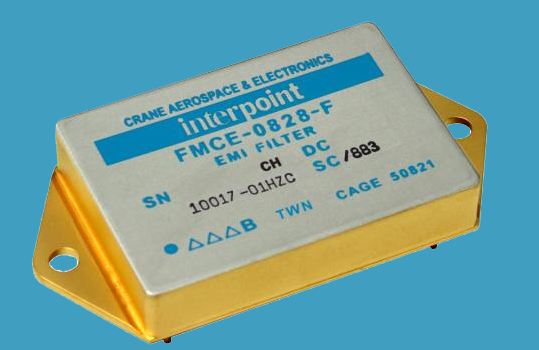 CRANE AEROSPACE & ELECTRONICS
interpoint
FMCE-0828-F
EMI FILTER
CH DC
SN 10017-01HZC SC/883
△△△B TWN CAGE 50821